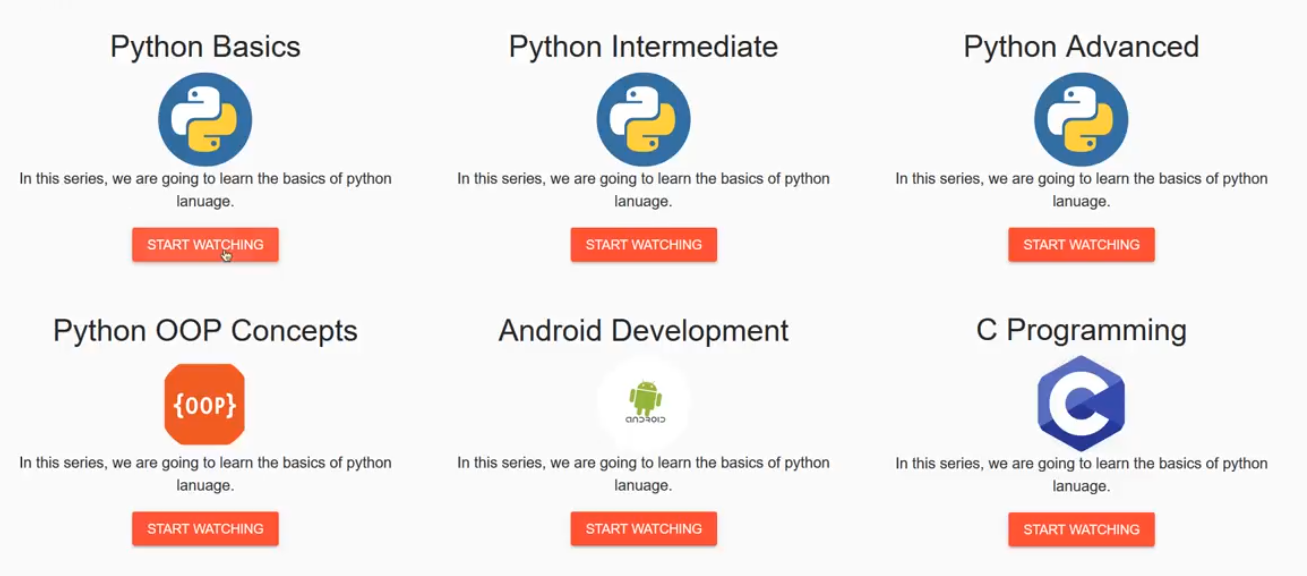 Python Basics
In this series, we are going to learn the basics of python
lanuage.
START WATCHING
Python Intermediate
In this series, we are going to learn the basics of python
lanuage.
START WATCHING
Python Advanced
In this series, we are going to learn the basics of python
lanuage.
START WATCHING
Python OOP Concepts
{OOP}
In this series, we are going to learn the basics of python
lanuage.
START WATCHING
Android Development
ANDROID
In this series, we are going to learn the basics of python
lanuage.
START WATCHING
C Programming
C
In this series, we are going to learn the basics of python
lanuage.
START WATCHING